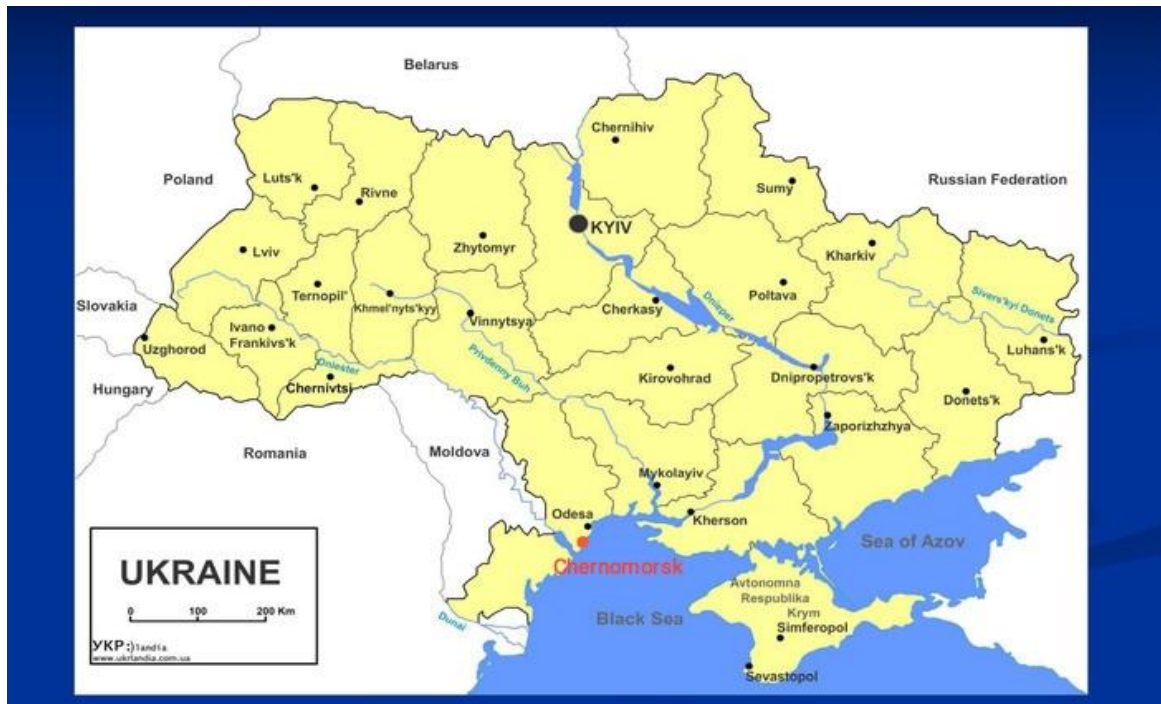 Belarus
Chernihiv
Poland
Luts'k
Rivne
Sumy
Russian Federation
KYIV
Lviv
Zhytomyr
Kharkiv
Ternopil'
Khmel'nyts'kyy
Cherkasy
Dnieper
Poltava
Sivers'kyi Donets
Slovakia
Ivano
Frankivs'k
Vinnytsya
Uzghorod
Luhans'k
Dniester
Privdenny Buh
Hungary
Chernivtsi
Kirovohrad
Dnipropetrovs'k
Donets'k
Zaporizhzhya
Romania
Moldova
Mykolayiv
Odesa
Kherson
Sea of Azov
Chernomorsk
UKRAINE
0 100 200 Km
Avtonomna
Respublika
Krym
Black Sea
Simferopol
Dunai
УКР:)ландіа
www.ukrlandia.com.ua
Sevastopol